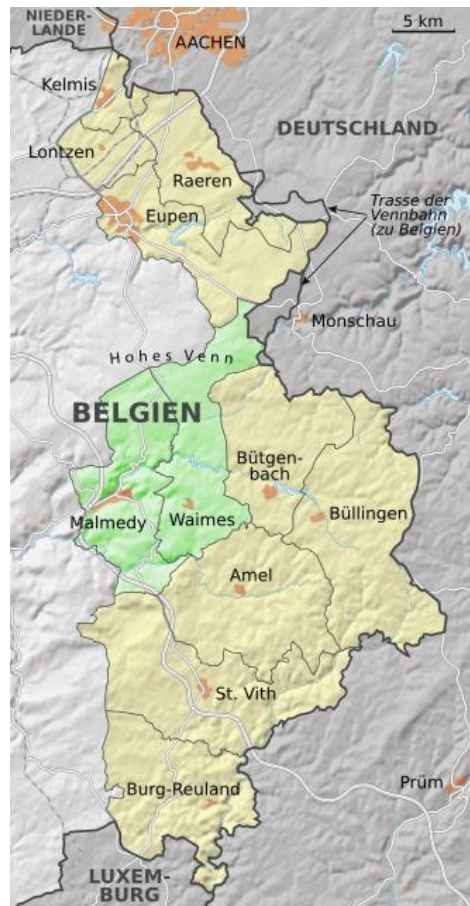 NIEDER-
LANDE
AACHEN
5 km
Kelmis
DEUTSCHLAND
Lontzen
Raeren
Eupen
Trasse der
Vennbahn
(zu Belgien)
Monschau
Hohes Venn
BELGIEN
Bütgen-
bach
Malmedy
Waimes
Büllingen
Amel
St. Vith
Burg-Reuland
Prüm
LUXEM-
BURG